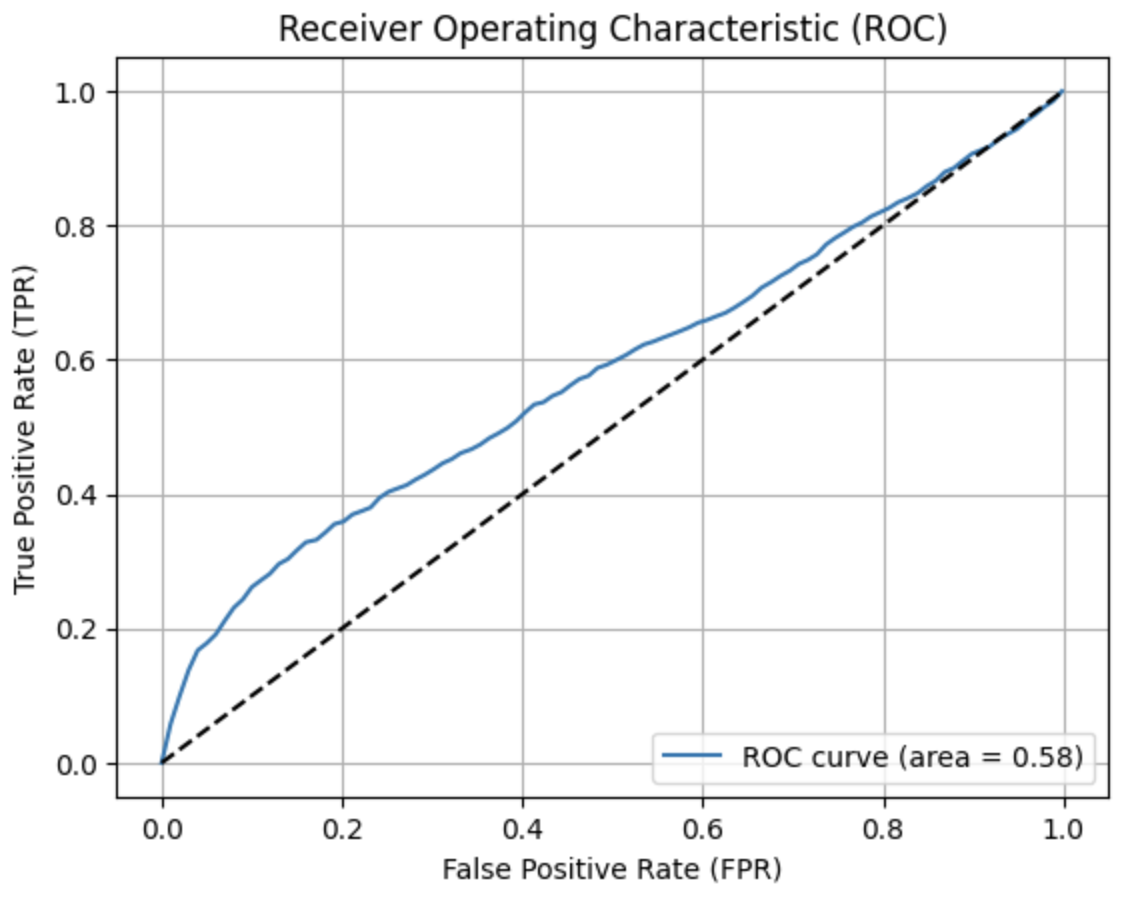 Receiver Operating Characteristic (ROC)
True Positive Rate (TPR)
1.0
0.8
0.6
0.4
0.2
0.0
ROC curve (area = 0.58)
0.0 0.2 0.4 0.6 0.8 1.0
False Positive Rate (FPR)